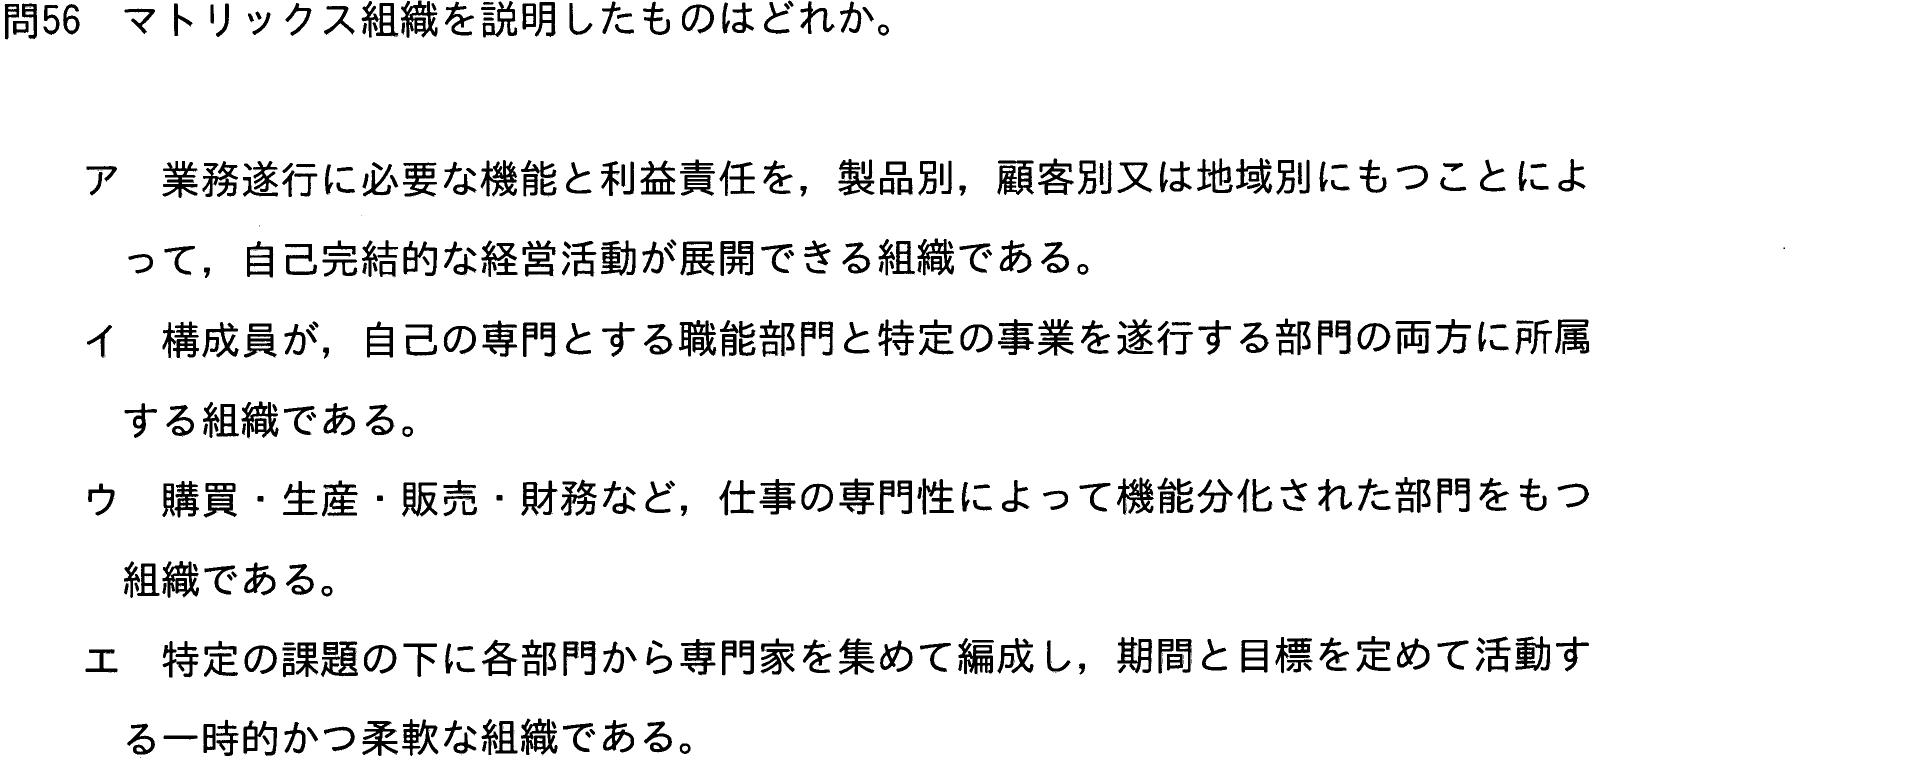 問56　マトリックス組織を説明したものはどれか。
ア　業務遂行に必要な機能と利益責任を，製品別，顧客別又は地域別にもつことによ
って，自己完結的な経営活動が展開できる組織である。
イ　構成員が，自己の専門とする職能部門と特定の事業を遂行する部門の両方に所属
する組織である。
ウ　購買・生産・販売・財務など，仕事の専門性によって機能分化された部門をもつ
組織である。
エ　特定の課題の下に各部門から専門家を集めて編成し，期間と目標を定めて活動す
る一時的かつ柔軟な組織である。